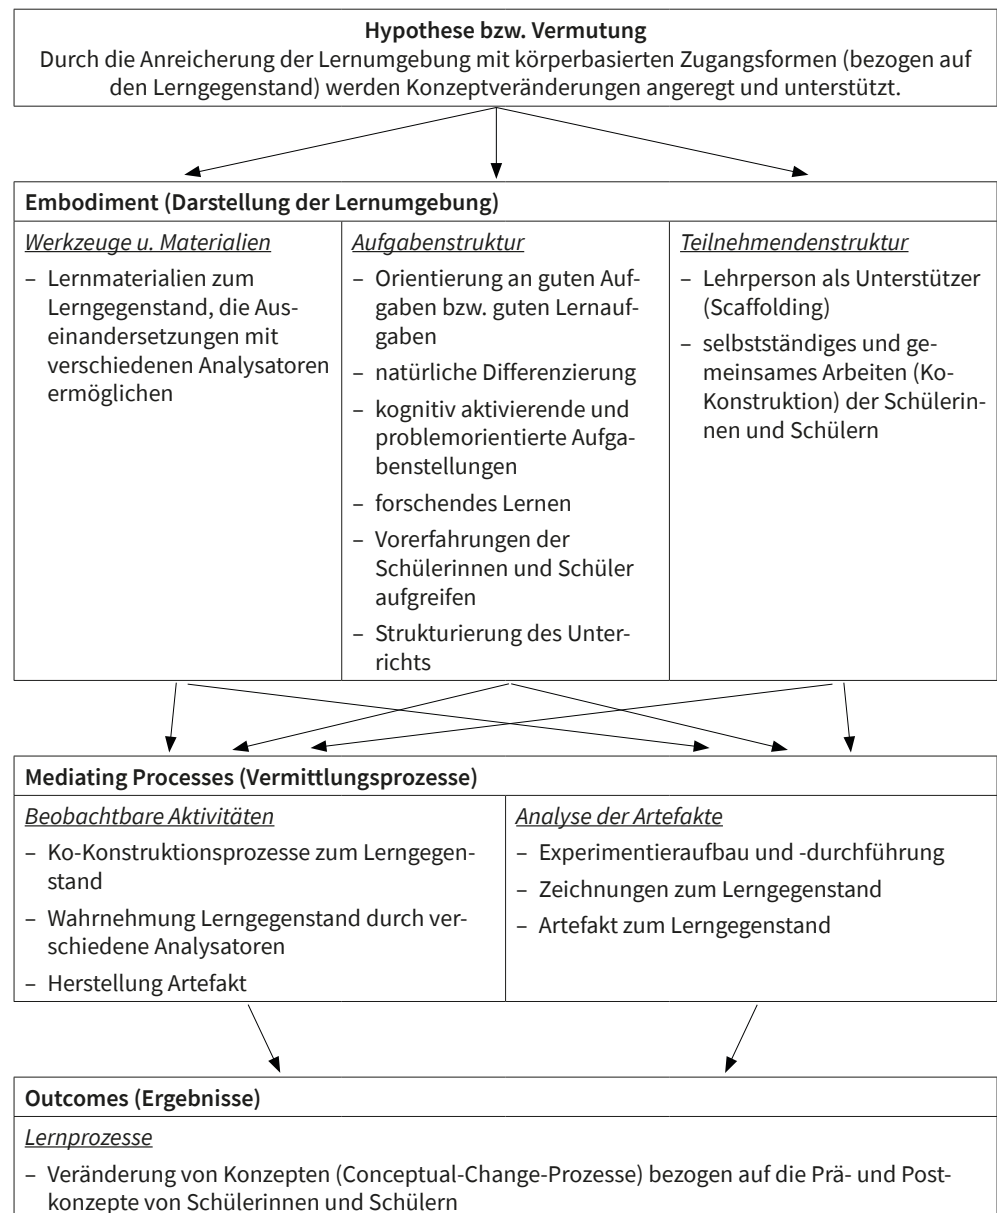 Hypothese bzw. Vermutung
Durch die Anreicherung der Lernumgebung mit körperbasierten Zugangsformen (bezogen auf
den Lerngegenstand) werden Konzeptveränderungen angeregt und unterstützt.
Embodiment (Darstellung der Lernumgebung)
Werkzeuge u. Materialien
– Lernmaterialien zum
Lerngegenstand, die Aus-
einandersetzungen mit
verschiedenen Analysatoren
ermöglichen
Aufgabenstruktur
– Orientierung an guten Auf-
gaben bzw. guten Lernauf-
gaben
– natürliche Differenzierung
– kognitiv aktivierende und
problemorientierte Aufga-
benstellungen
– forschendes Lernen
– Vorerfahrungen der
Schülerinnen und Schüler
aufgreifen
– Strukturierung des Unter-
richts
Teilnehmendenstruktur
– Lehrperson als Unterstützer
(Scaffolding)
– selbstständiges und ge-
meinsames Arbeiten (Ko-
Konstruktion) der Schülerin-
nen und Schülern
Mediating Processes (Vermittlungsprozesse)
Beobachtbare Aktivitäten
– Ko-Konstruktionsprozesse zum Lerngegen-
stand
– Wahrnehmung Lerngegenstand durch ver-
schiedene Analysatoren
– Herstellung Artefakt
Analyse der Artefakte
– Experimentieraufbau und -durchführung
– Zeichnungen zum Lerngegenstand
– Artefakt zum Lerngegenstand
Outcomes (Ergebnisse)
Lernprozesse
– Veränderung von Konzepten (Conceptual-Change-Prozesse) bezogen auf die Prä- und Post-
konzepte von Schülerinnen und Schülern